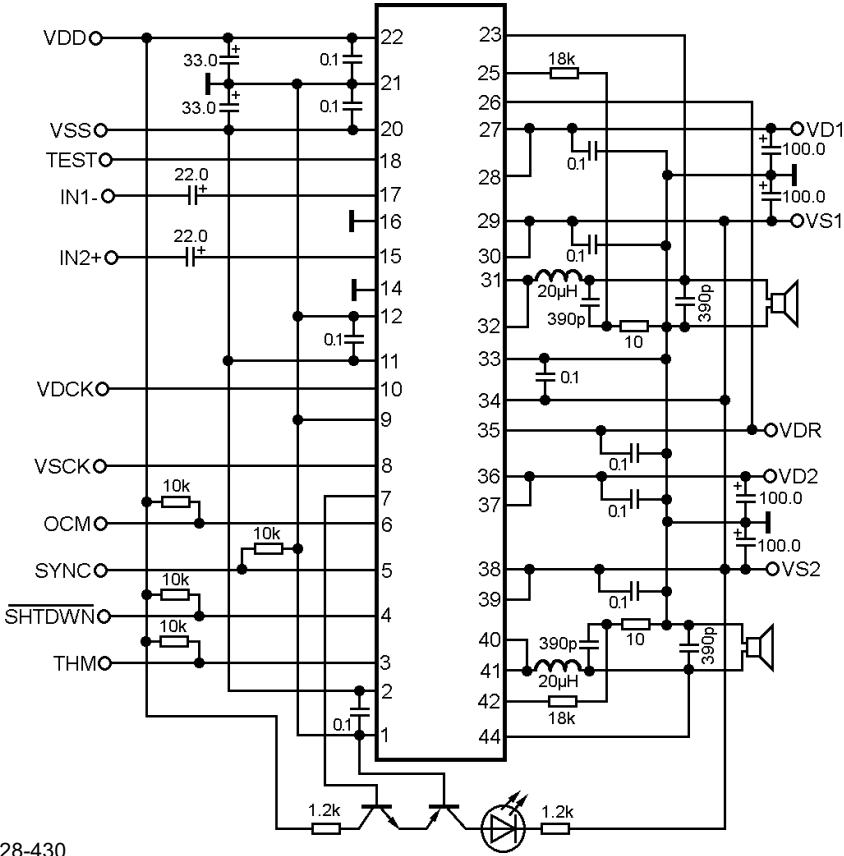 VDD
33.0
+
0.1
22
23
18k
21
25
33.0
+
0.1
26
VSS
20
27
VD1
TEST
18
0.1
+
100.0
22.0
28
+
100.0
IN1-
+
17
16
29
VS1
22.0
IN2+
+
15
0.1
30
14
31
20µH
390p
390p
12
32
10
0.1
11
33
VDCK
10
0.1
34
9
35
VDR
VSCK
8
0.1
10k
7
36
VD2
+
100.0
OCM
6
37
0.1
10k
+
100.0
SYNC
5
38
VS2
10k
39
0.1
SHTDWN
4
10k
40
390p
10
390p
THM
3
41
20µH
2
42
18k
0.1
1
44
1.2k
1.2k
28-430